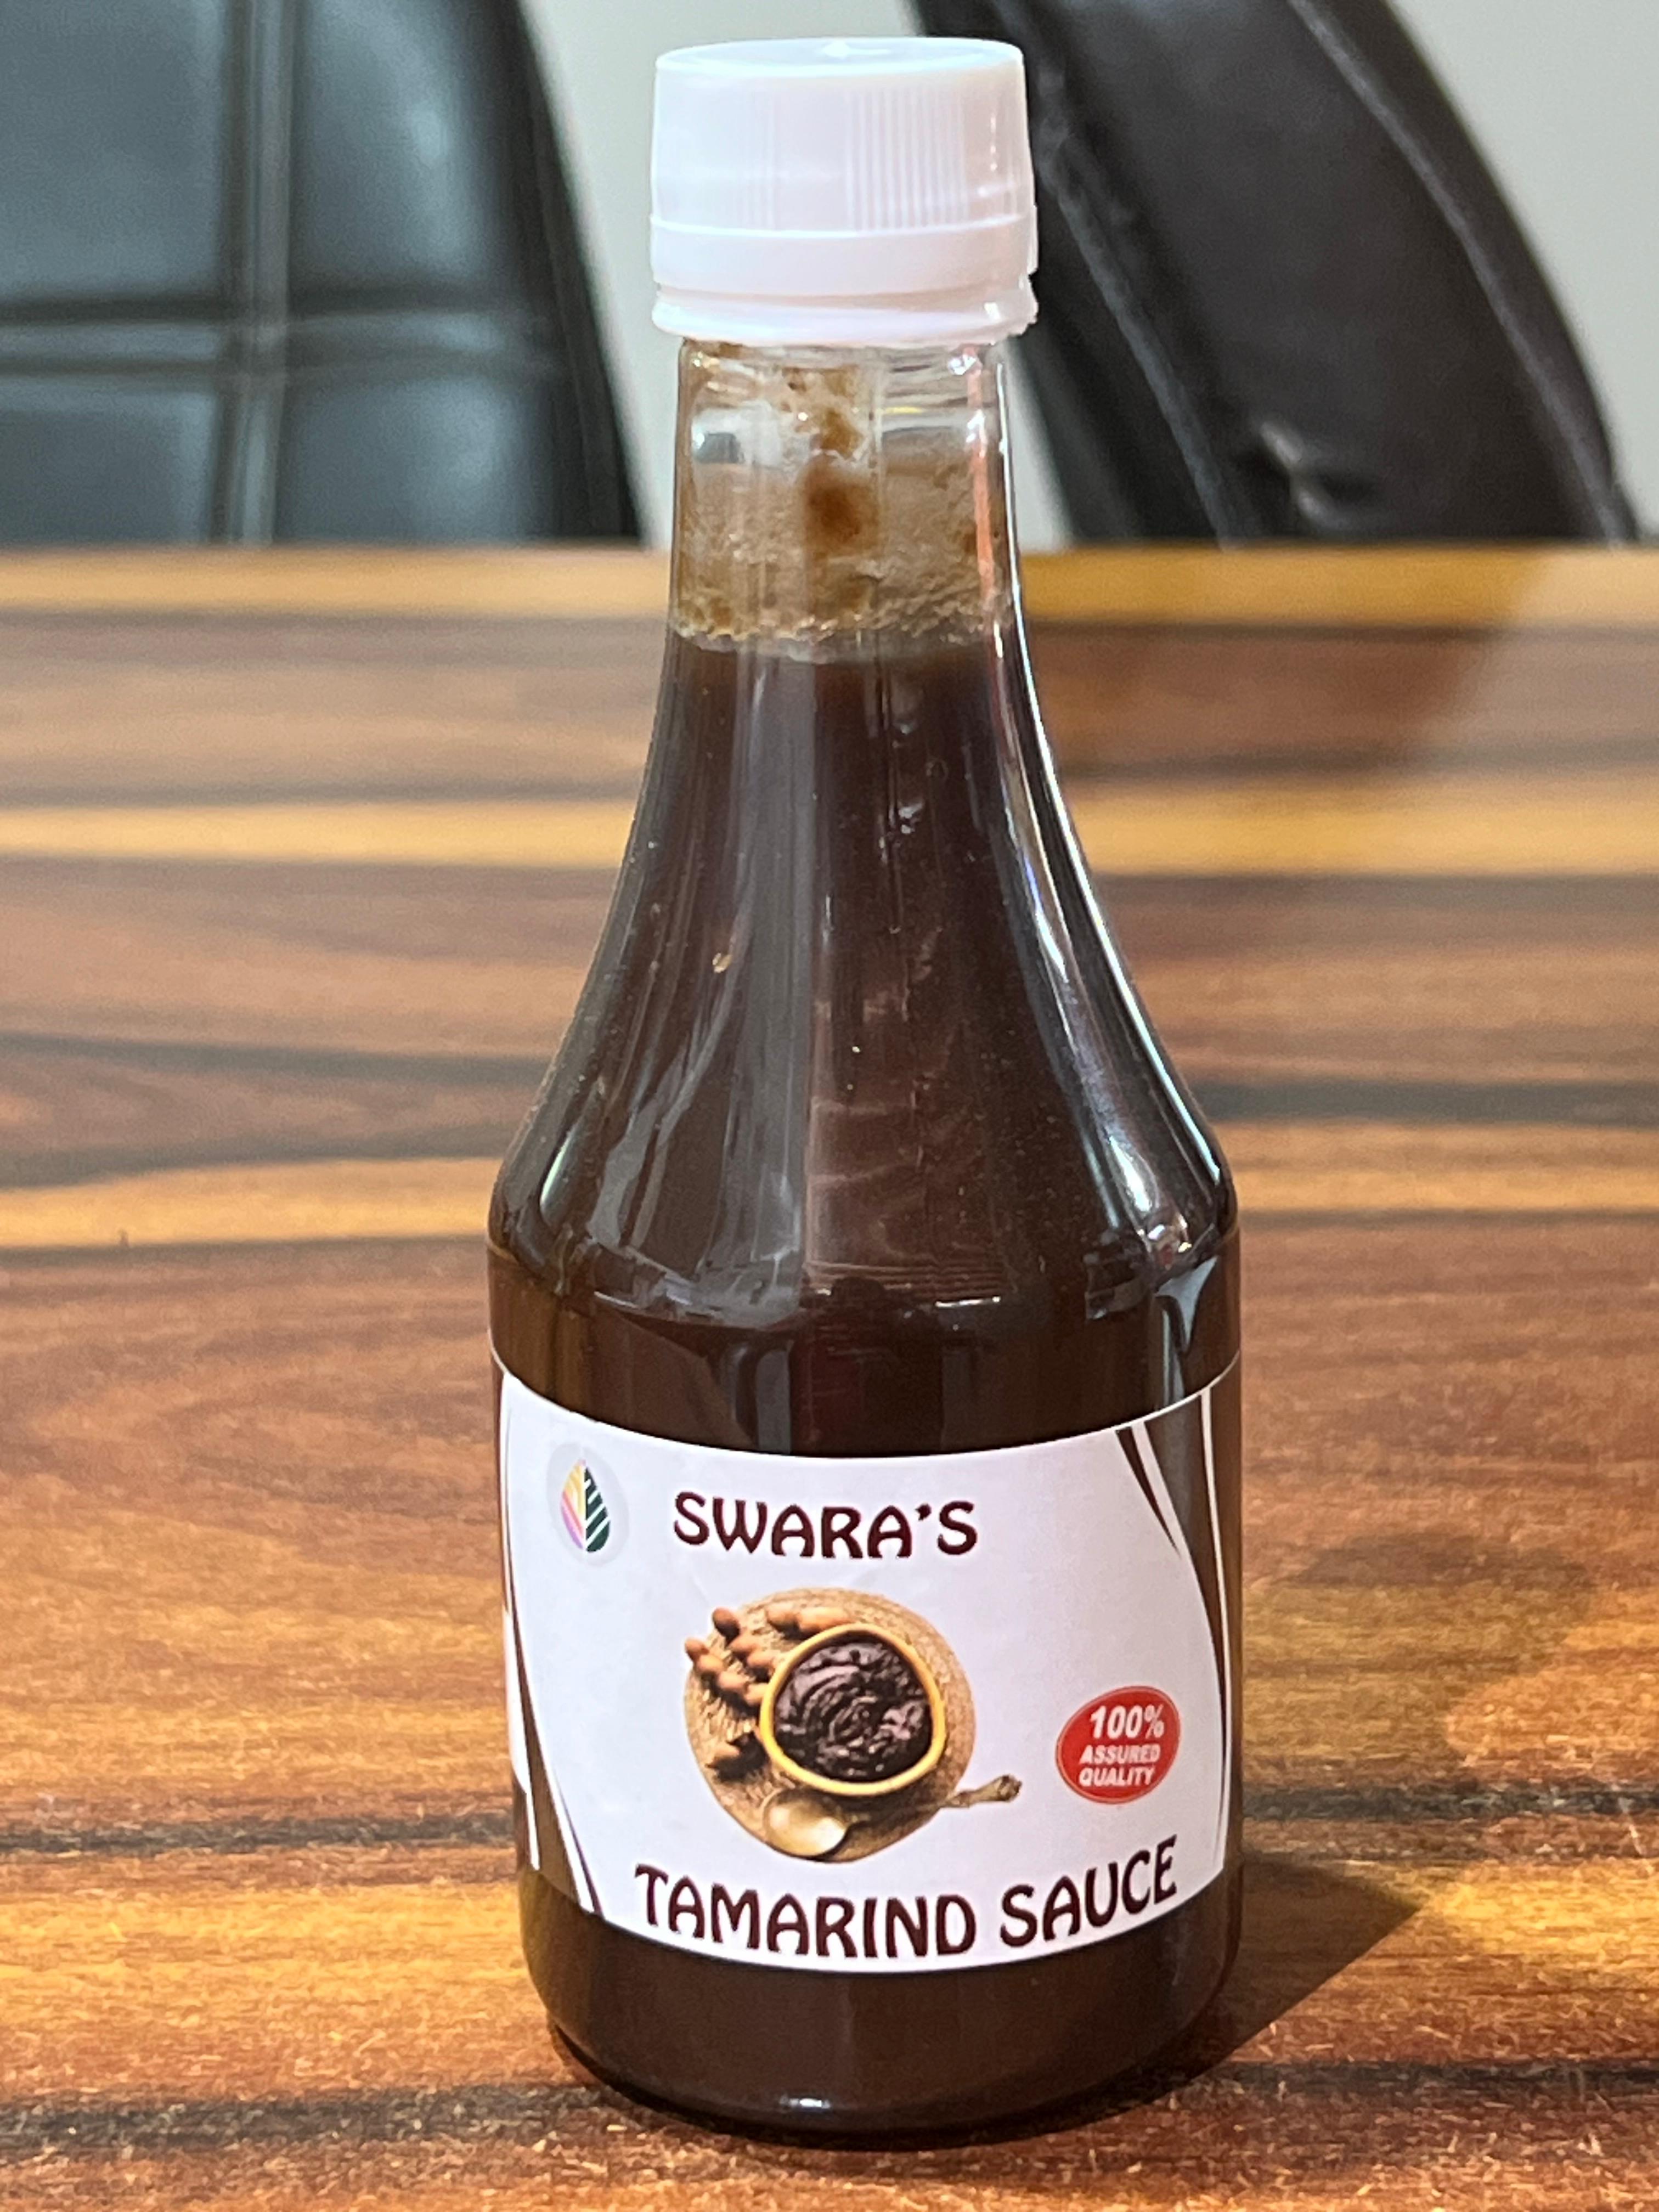 SWARA'S
100%
ASSURED
QUALITY
TAMARIND SAUCE